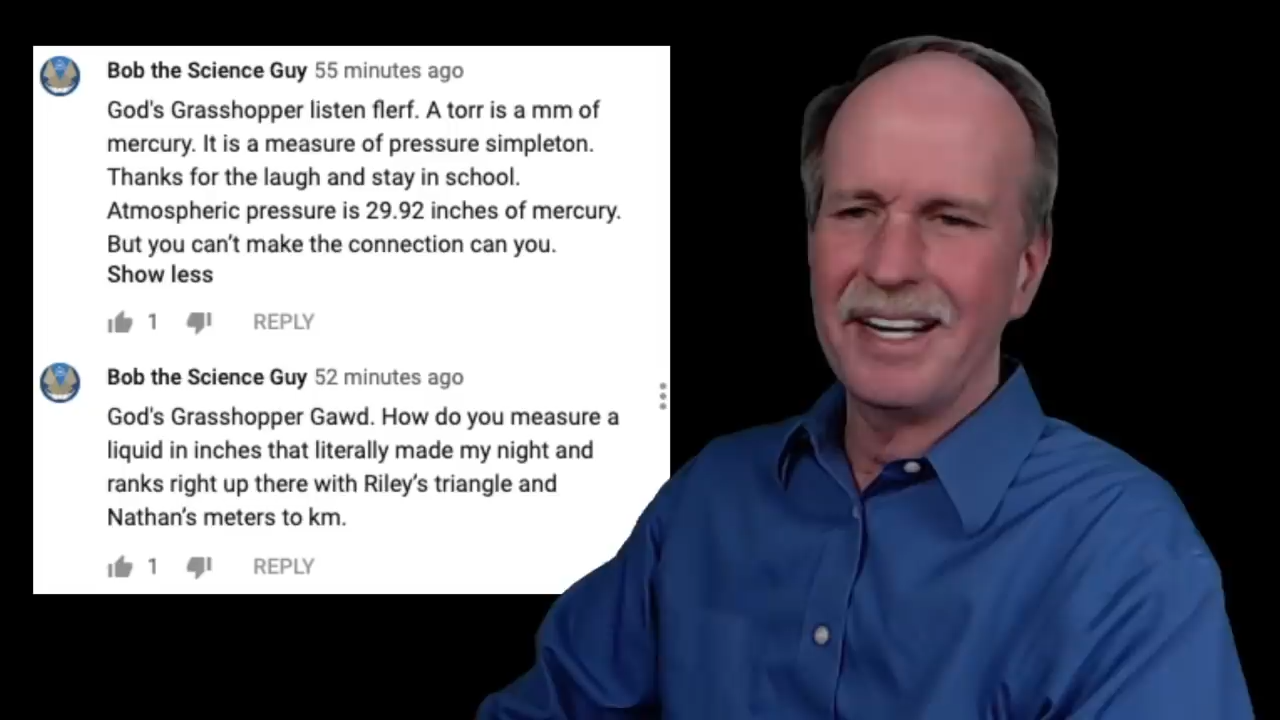 Bob the Science Guy 55 minutes ago
God's Grasshopper listen flerf. A torr is a mm of
mercury. It is a measure of pressure simpleton.
Thanks for the laugh and stay in school.
Atmospheric pressure is 29.92 inches of mercury.
But you can’t make the connection can you.
Show less
1 REPLY
Bob the Science Guy 52 minutes ago
God's Grasshopper Gawd. How do you measure a
liquid in inches that literally made my night and
ranks right up there with Riley’s triangle and
Nathan’s meters to km.
1 REPLY